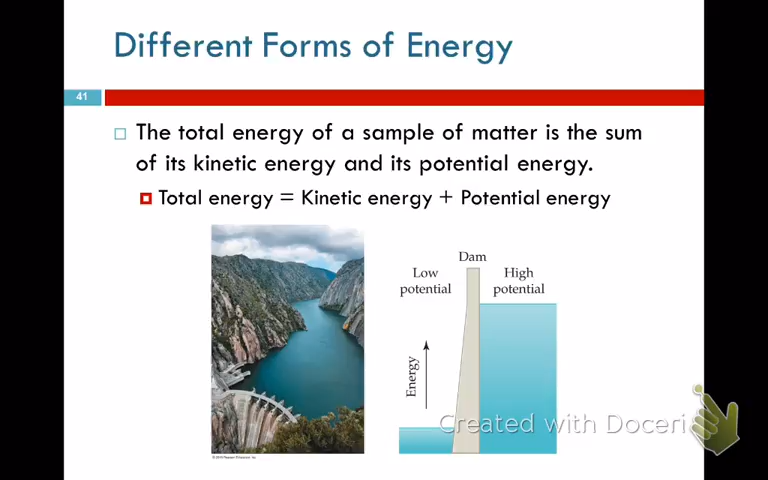 Different Forms of Energy
41
The total energy of a sample of matter is the sum
of its kinetic energy and its potential energy.
Total energy = Kinetic energy + Potential energy
Dam
Low
potential
High
potential
Energy
Created with Doceri